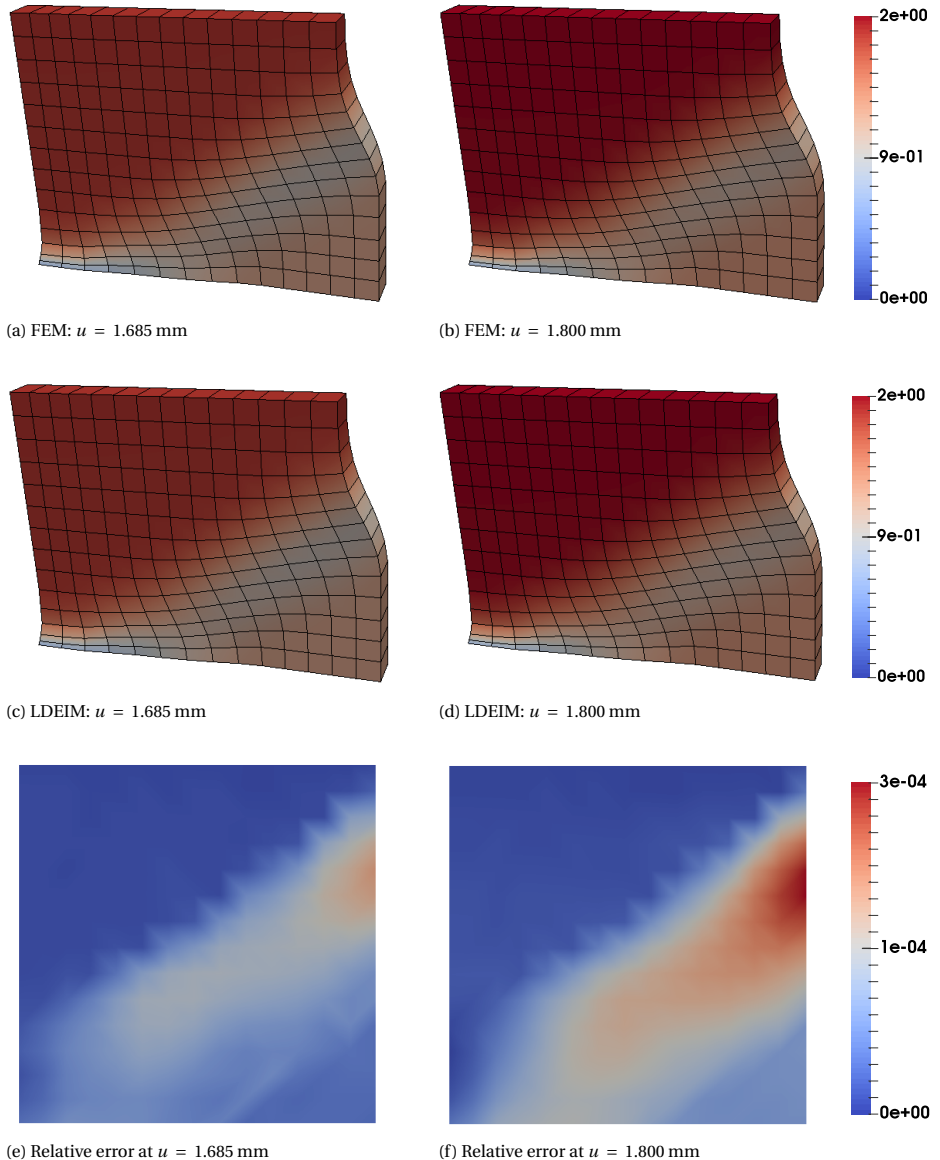 2e+00
9e-01
0e+00
(a) FEM: u = 1.685 mm
(b) FEM: u = 1.800 mm
2e+00
9e-01
0e+00
(c) LDEIM: u = 1.685 mm
(d) LDEIM: u = 1.800 mm
3e-04
1e-04
0e+00
(e) Relative error at u = 1.685 mm
(f) Relative error at u = 1.800 mm